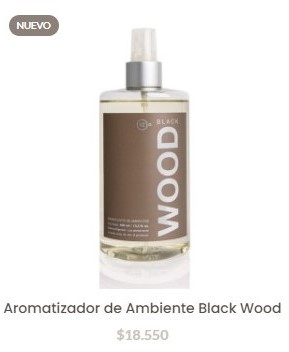 NUEVO
BLACK
WOOD
Aromatizador de Ambiente Black Wood
$18.550